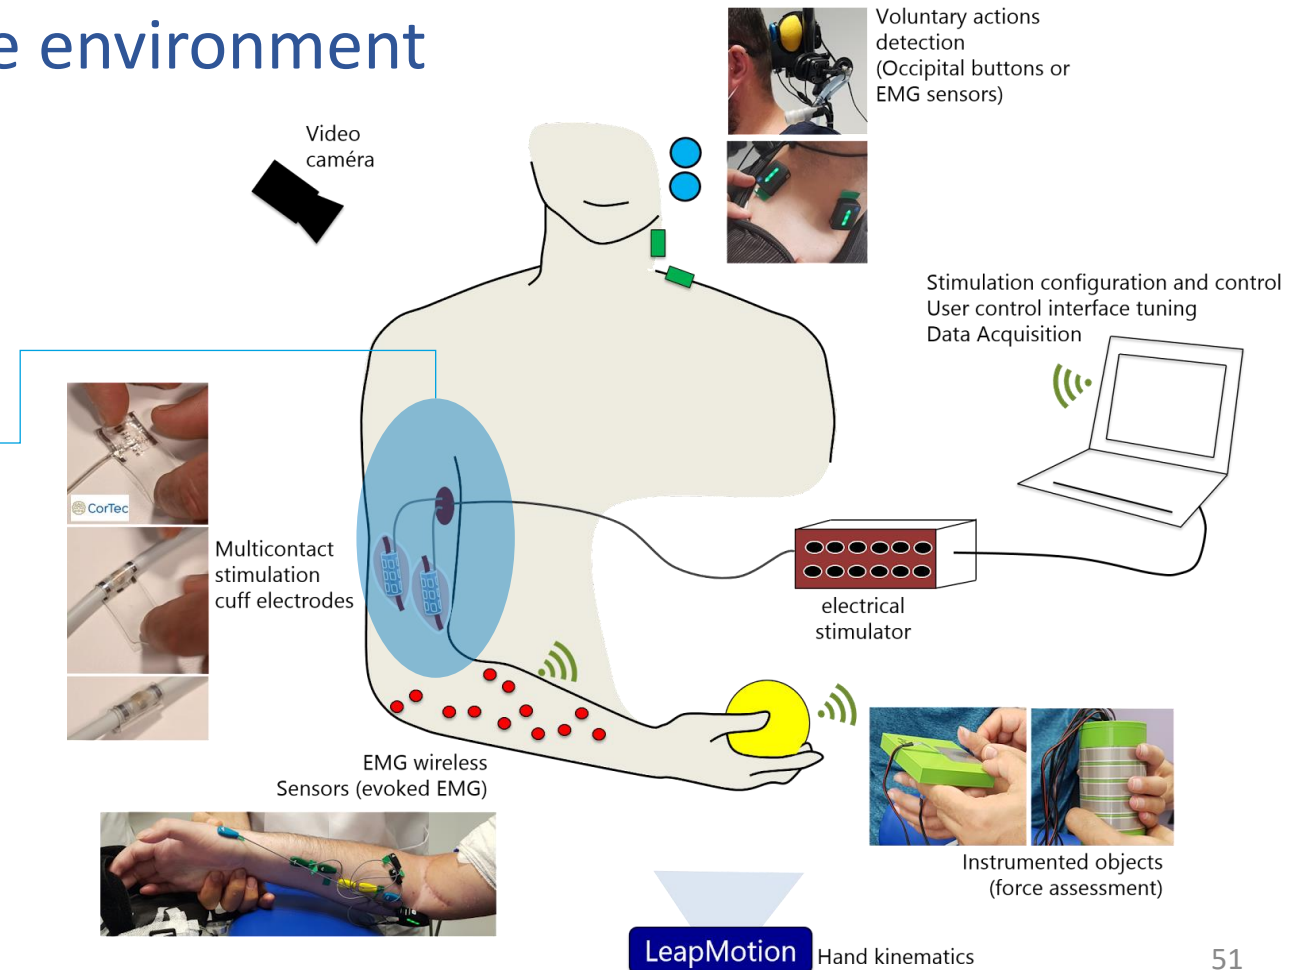 e environment
Voluntary actions
detection
(Occipital buttons or
EMG sensors)
Video
caméra
Stimulation configuration and control
User control interface tuning
Data Acquisition
CorTec
Multicontact
stimulation
cuff electrodes
electrical
stimulator
EMG wireless
Sensors (evoked EMG)
Instrumented objects
(force assessment)
LeapMotion
Hand kinematics
51